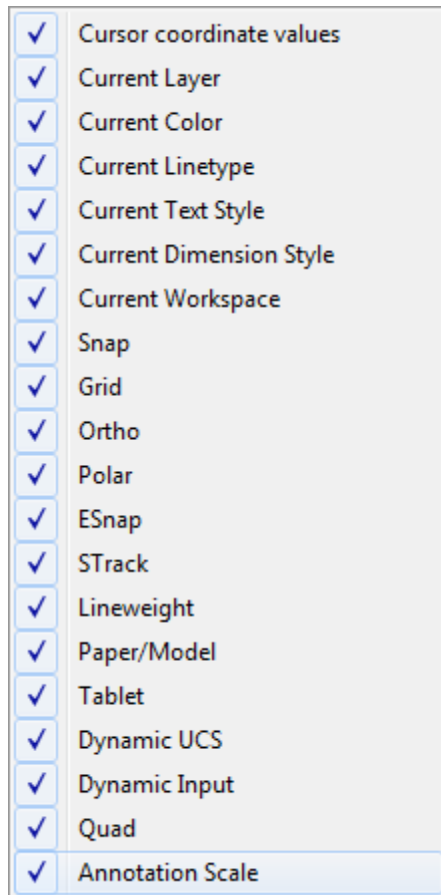 Cursor coordinate values
Current Layer
Current Color
Current Linetype
Current Text Style
Current Dimension Style
Current Workspace
Snap
Grid
Ortho
Polar
ESnap
STrack
Lineweight
Paper/Model
Tablet
Dynamic UCS
Dynamic Input
Quad
Annotation Scale